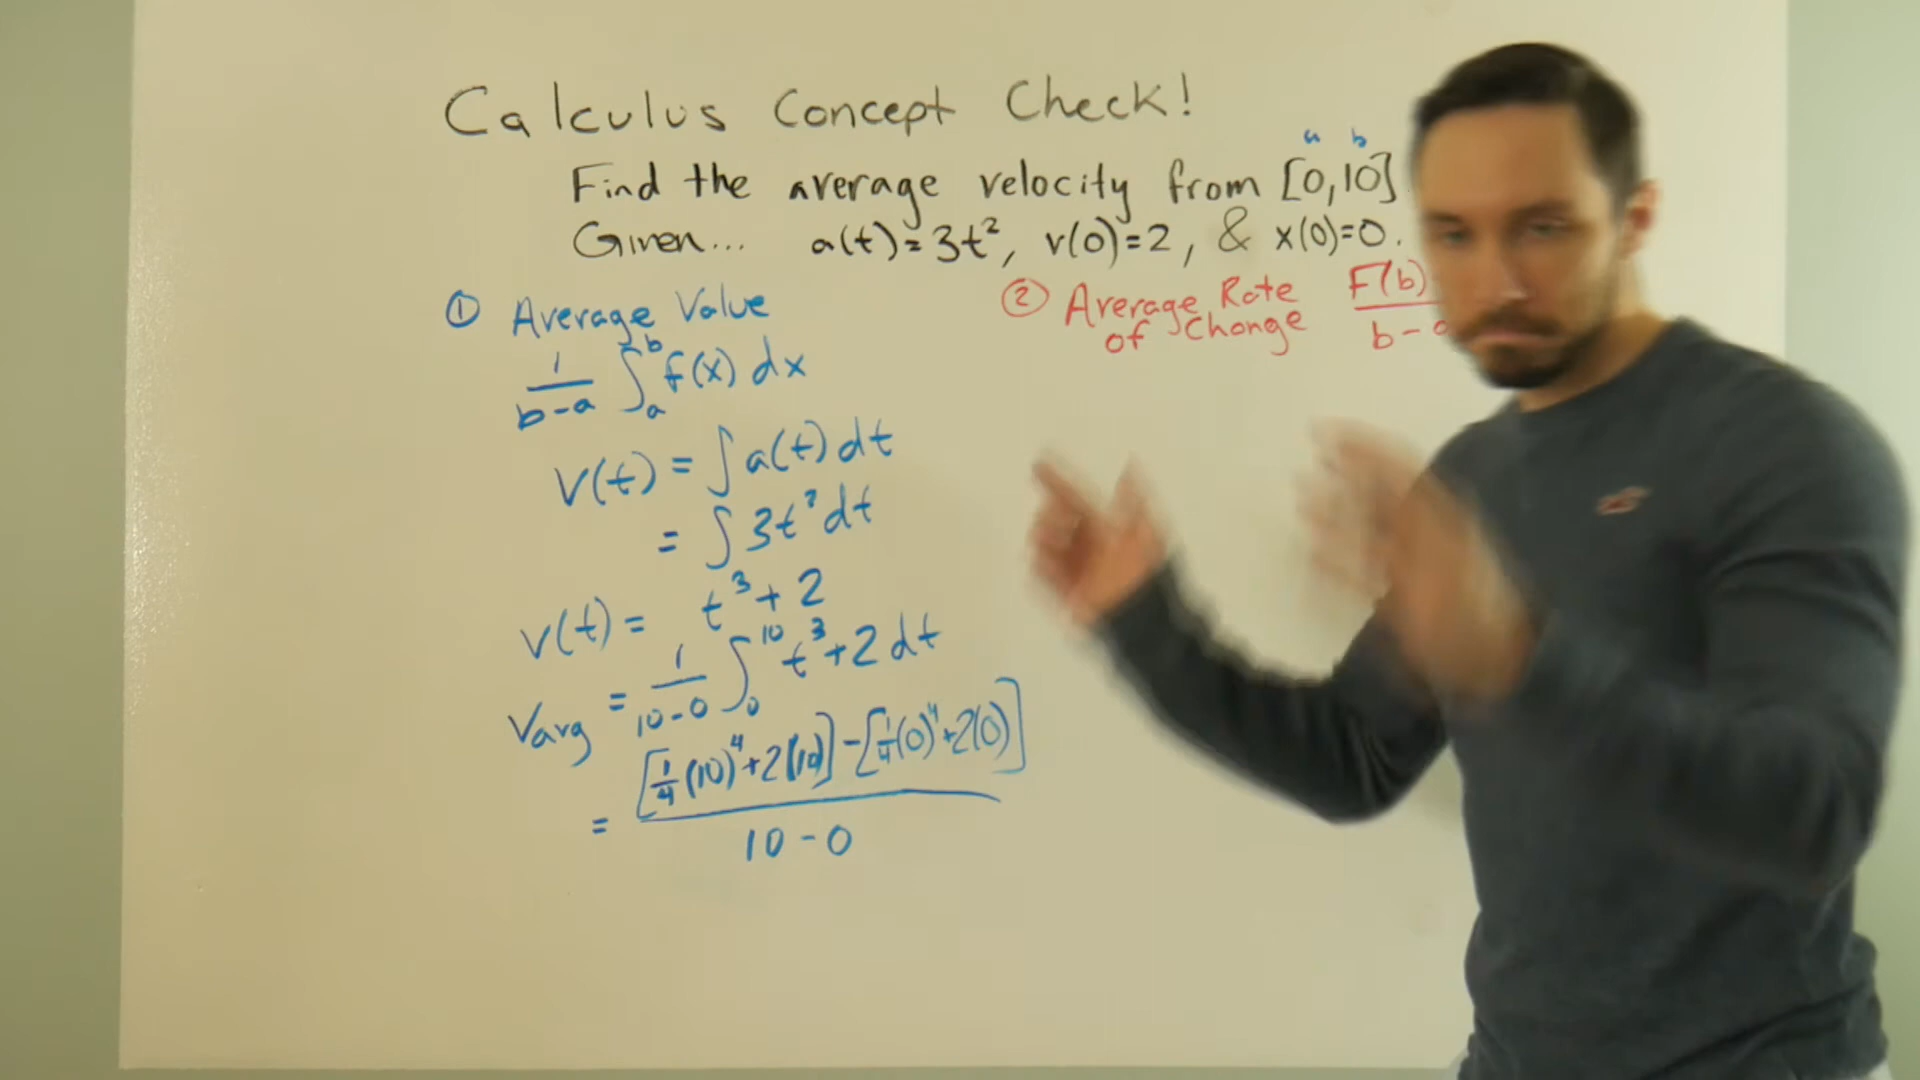 Calculus Concept Check!
a b
Find the average velocity from [0,10]
Given... a(t)=3t², v(0)=2, & x(0)=0.
① Average Value
1/(b-a) ∫ₐᵇ f(x) dx
v(t) = ∫ a(t) dt
= ∫ 3t² dt
v(t) = t³ + 2
Vavg = 1/(10-0) ∫₀¹⁰ t³+2 dt
= [1/4(10)⁴+2(10)] - [1/4(0)⁴+2(0)]
10 - 0
② Average Rate F(b)
of Change b-